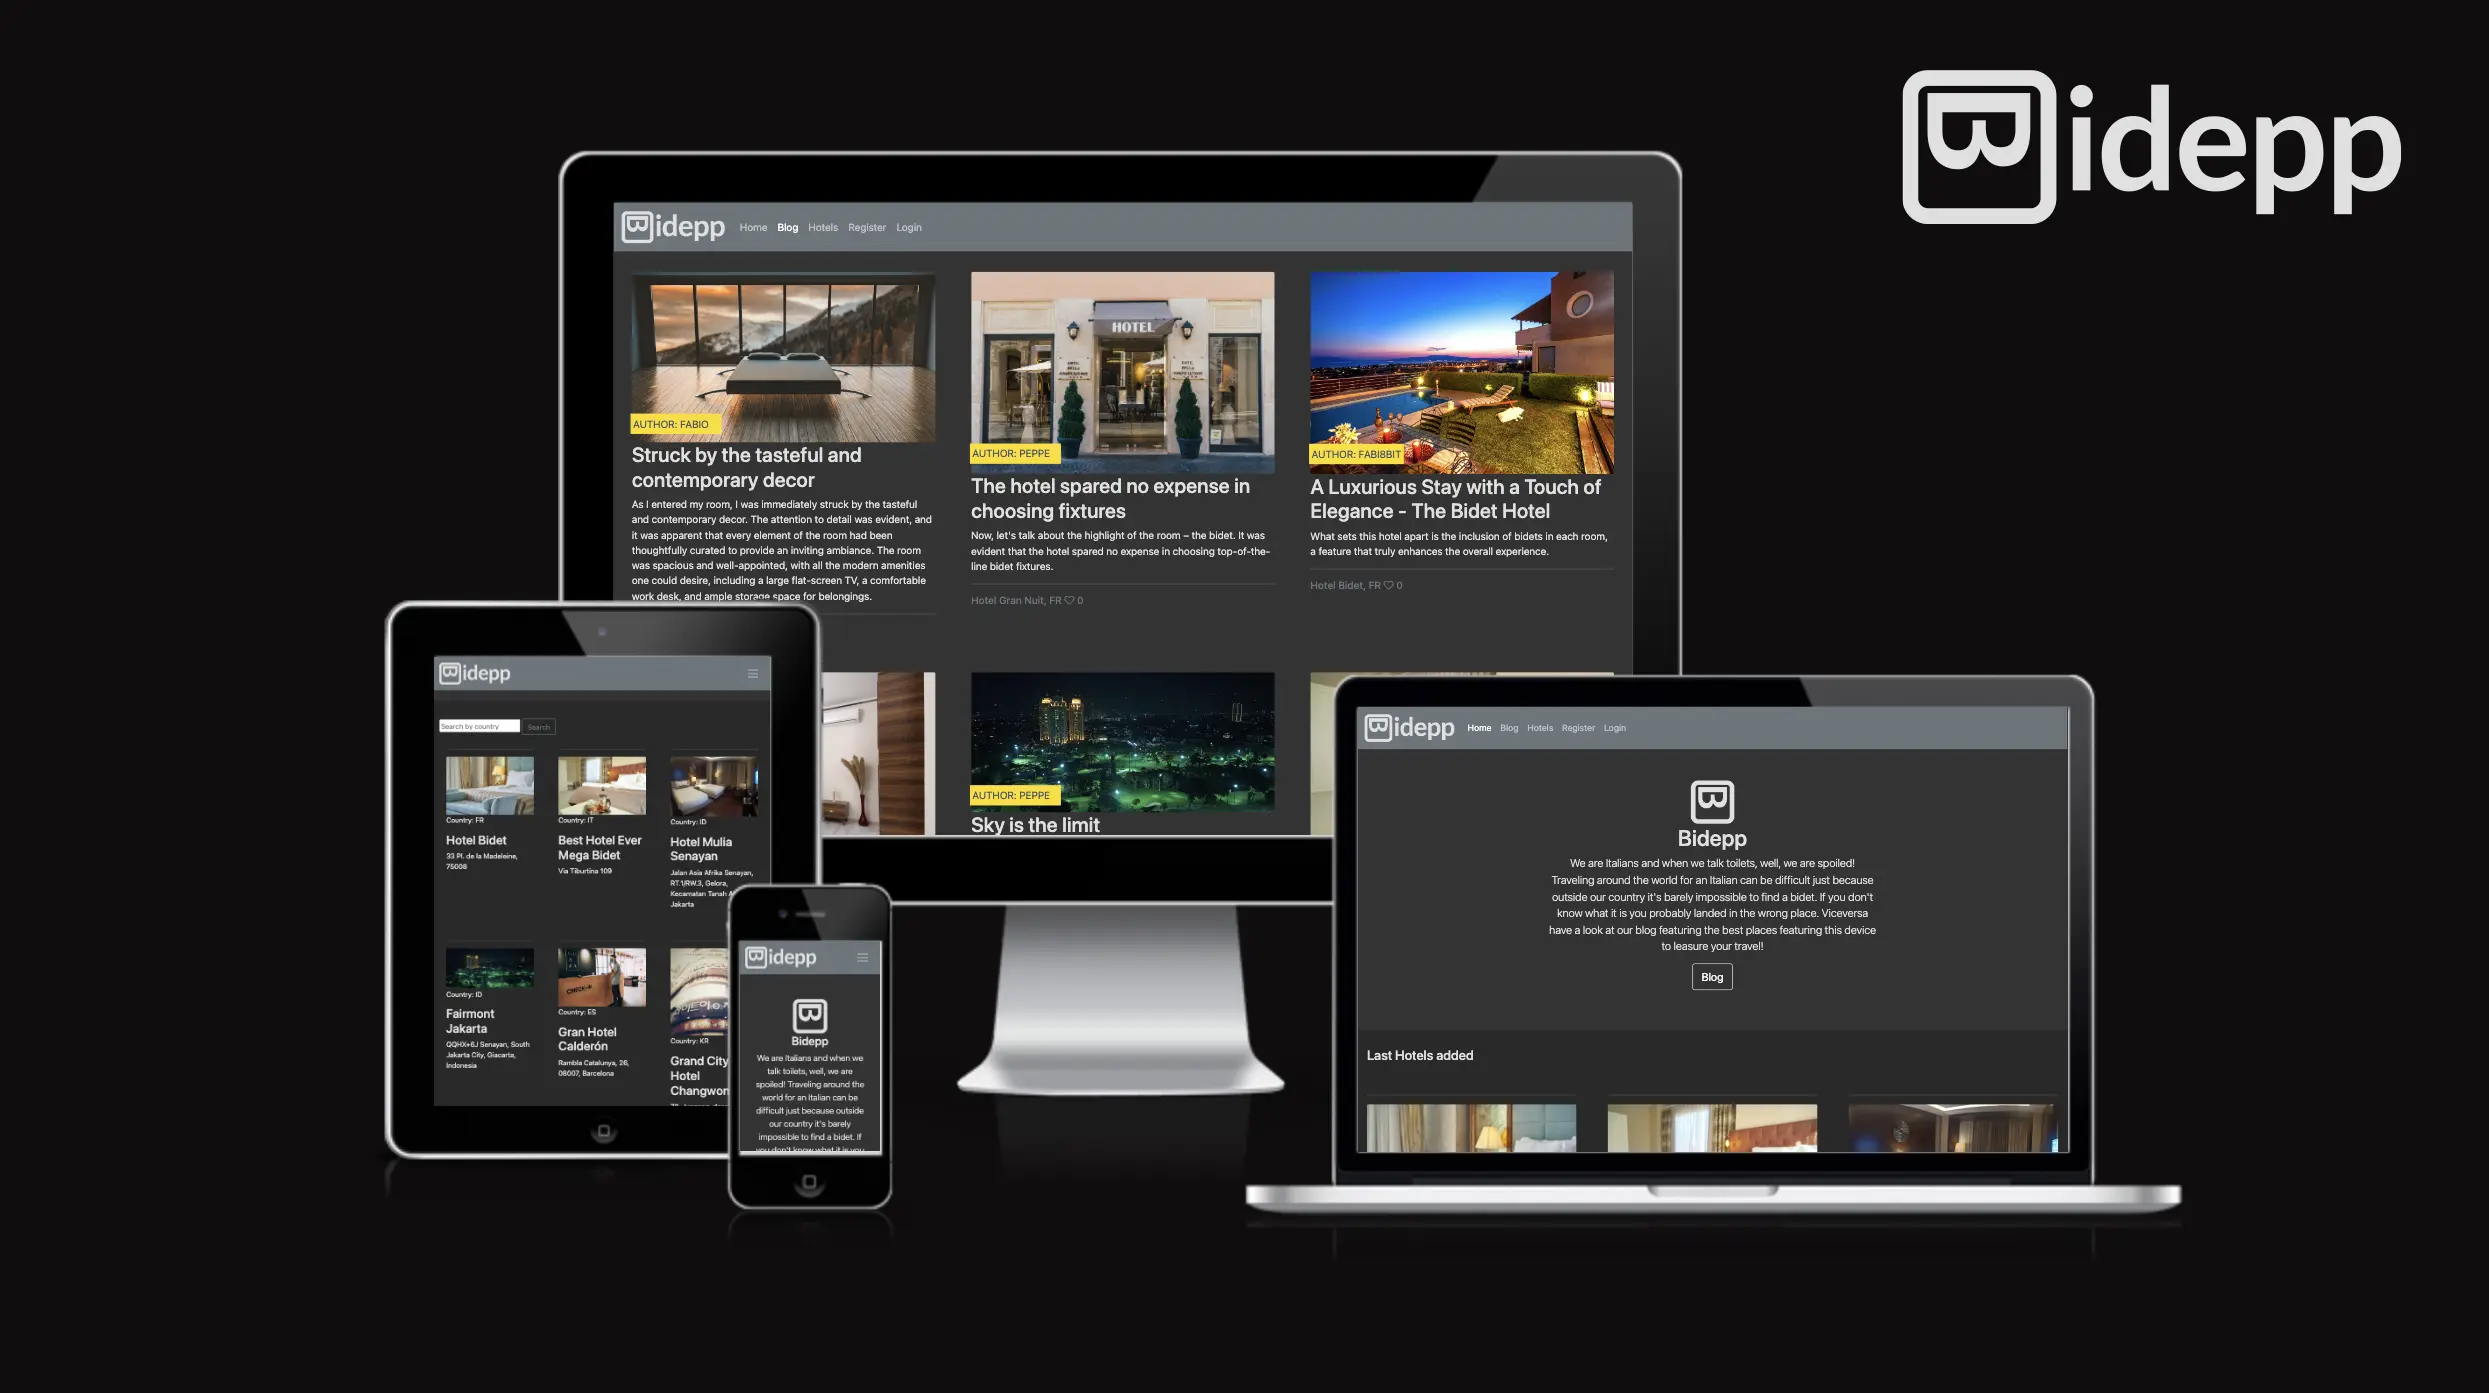 Bidepp
Bidepp Home Blog Hotels Register Login
HOTEL
AUTHOR: FABIO
Struck by the tasteful and
contemporary decor
As I entered my room, I was immediately struck by the tasteful
and contemporary decor. The attention to detail was evident, and
it was apparent that every element of the room had been
thoughtfully curated to provide an inviting ambiance. The room
was spacious and well-appointed, with all the modern amenities
one could desire, including a large flat-screen TV, a comfortable
work desk, and ample storage space for belongings.
AUTHOR: PEPPE
The hotel spared no expense in
choosing fixtures
Now, let's talk about the highlight of the room – the bidet. It was
evident that the hotel spared no expense in choosing top-of-the-
line bidet fixtures.
Hotel Gran Nuit, FR ♡ 0
AUTHOR: FABI8BIT
A Luxurious Stay with a Touch of
Elegance - The Bidet Hotel
What sets this hotel apart is the inclusion of bidets in each room,
a feature that truly enhances the overall experience.
Hotel Bidet, FR ♡ 0
AUTHOR: PEPPE
Sky is the limit
Bidepp
Search by country Search
Country: FR
Hotel Bidet
33 Pl. de la Madeleine,
75008
Country: IT
Best Hotel Ever
Mega Bidet
Via Tiburtina 109
Country: ID
Hotel Mulia
Senayan
Jalan Asia Afrika Senayan,
RT.1/RW.3, Gelora,
Kecamatan Tanah A
Jakarta
Country: ID
Fairmont
Jakarta
QQHX+6J Senayan, South
Jakarta City, Giacarta,
Indonesia
CHECK-IN
Country: ES
Gran Hotel
Calderón
Rambla Catalunya, 26,
08007, Barcelona
Country: KR
Grand City
Hotel
Changwon
Bidepp
Bidepp
We are Italians and when we
talk toilets, well, we are
spoiled! Traveling around the
world for an Italian can be
difficult just because outside
our country it's barely
impossible to find a bidet. If
you don't know what it is you
Bidepp Home Blog Hotels Register Login
Bidepp
We are Italians and when we talk toilets, well, we are spoiled!
Traveling around the world for an Italian can be difficult just because
outside our country it's barely impossible to find a bidet. If you don't
know what it is you probably landed in the wrong place. Viceversa
have a look at our blog featuring the best places featuring this device
to leasure your travel!
Blog
Last Hotels added